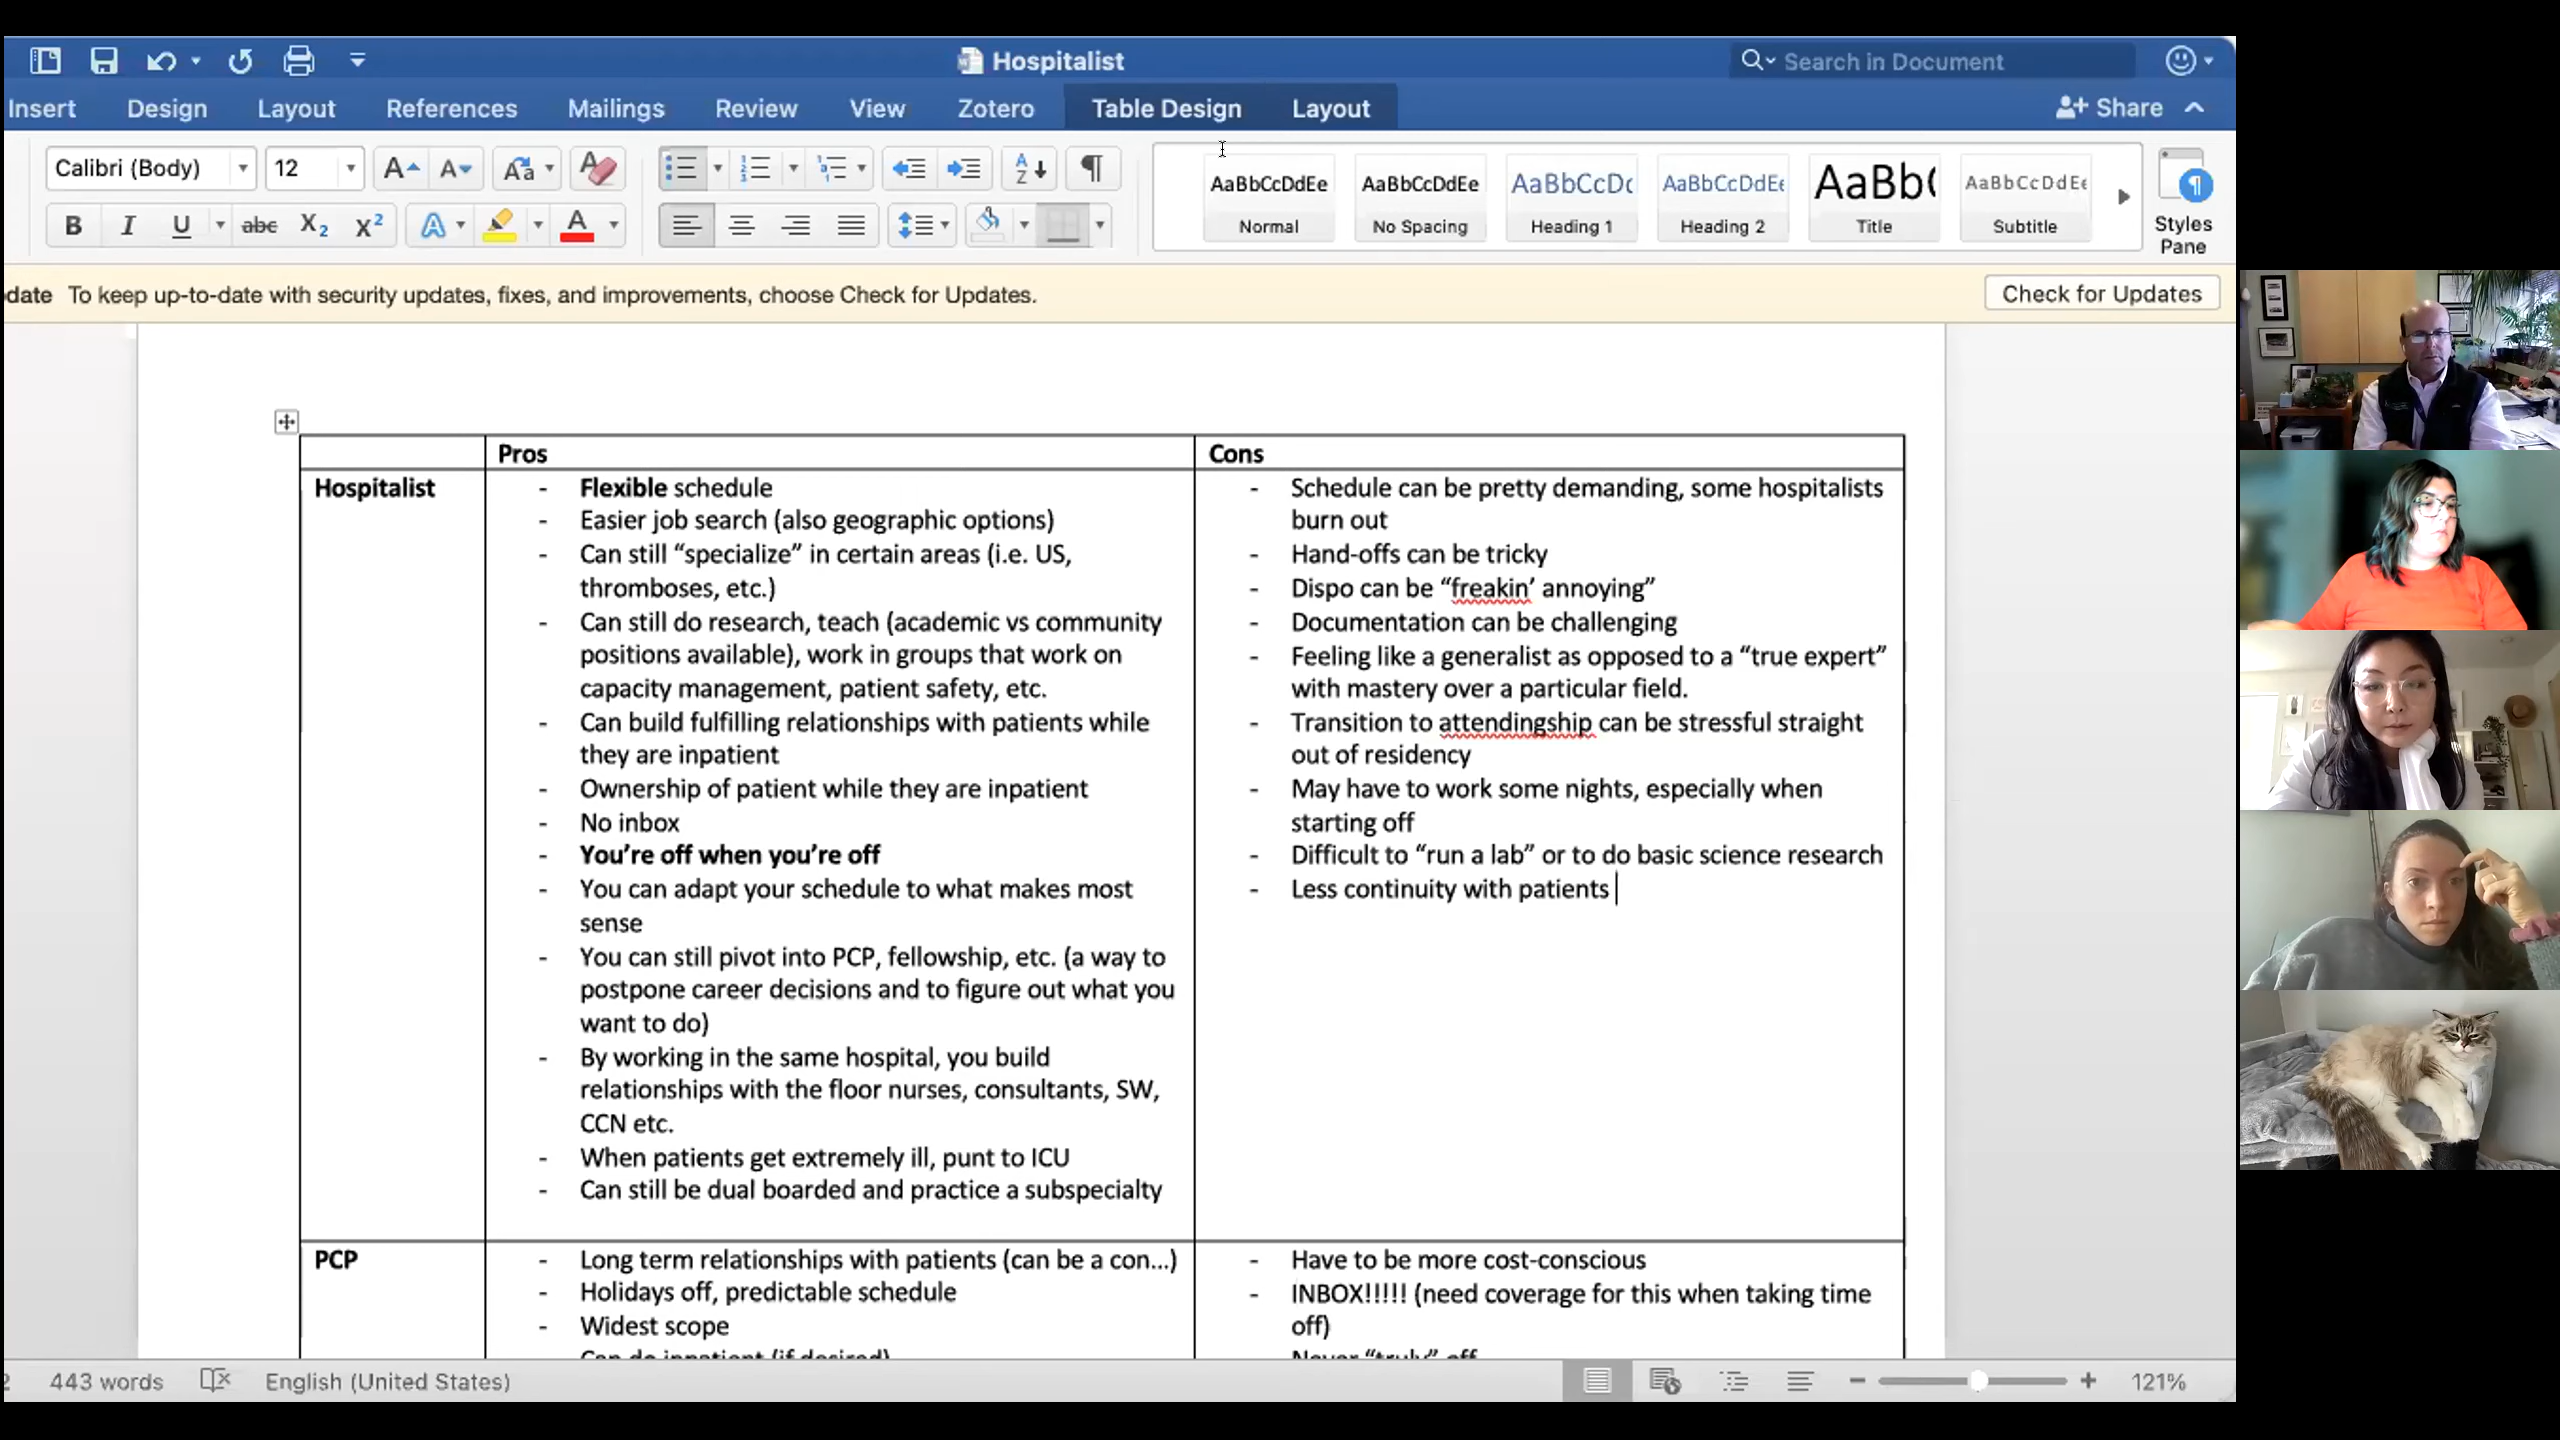 Hospitalist
Search in Document
Insert Design Layout References Mailings Review View Zotero Table Design Layout
Share
Calibri (Body) 12
AaBbCcDdEe AaBbCcDdEe AaBbCcDc AaBbCcDdEe AaBb( AaBbCcDdEe
Normal No Spacing Heading 1 Heading 2 Title Subtitle
Styles
Pane
B I U abc X₂ X²
date To keep up-to-date with security updates, fixes, and improvements, choose Check for Updates.
Check for Updates
Pros
Cons
Hospitalist
- Flexible schedule
- Easier job search (also geographic options)
- Can still “specialize” in certain areas (i.e. US,
thromboses, etc.)
- Can still do research, teach (academic vs community
positions available), work in groups that work on
capacity management, patient safety, etc.
- Can build fulfilling relationships with patients while
they are inpatient
- Ownership of patient while they are inpatient
- No inbox
- You’re off when you’re off
- You can adapt your schedule to what makes most
sense
- You can still pivot into PCP, fellowship, etc. (a way to
postpone career decisions and to figure out what you
want to do)
- By working in the same hospital, you build
relationships with the floor nurses, consultants, SW,
CCN etc.
- When patients get extremely ill, punt to ICU
- Can still be dual boarded and practice a subspecialty
- Schedule can be pretty demanding, some hospitalists
burn out
- Hand-offs can be tricky
- Dispo can be “freakin’ annoying”
- Documentation can be challenging
- Feeling like a generalist as opposed to a “true expert”
with mastery over a particular field.
- Transition to attendingship can be stressful straight
out of residency
- May have to work some nights, especially when
starting off
- Difficult to “run a lab” or to do basic science research
- Less continuity with patients
PCP
- Long term relationships with patients (can be a con...)
- Holidays off, predictable schedule
- Widest scope
Can do inpatient (if desired)
- Have to be more cost-conscious
- INBOX!!!!! (need coverage for this when taking time
off)
Never “truly” off
2 443 words English (United States)
121%